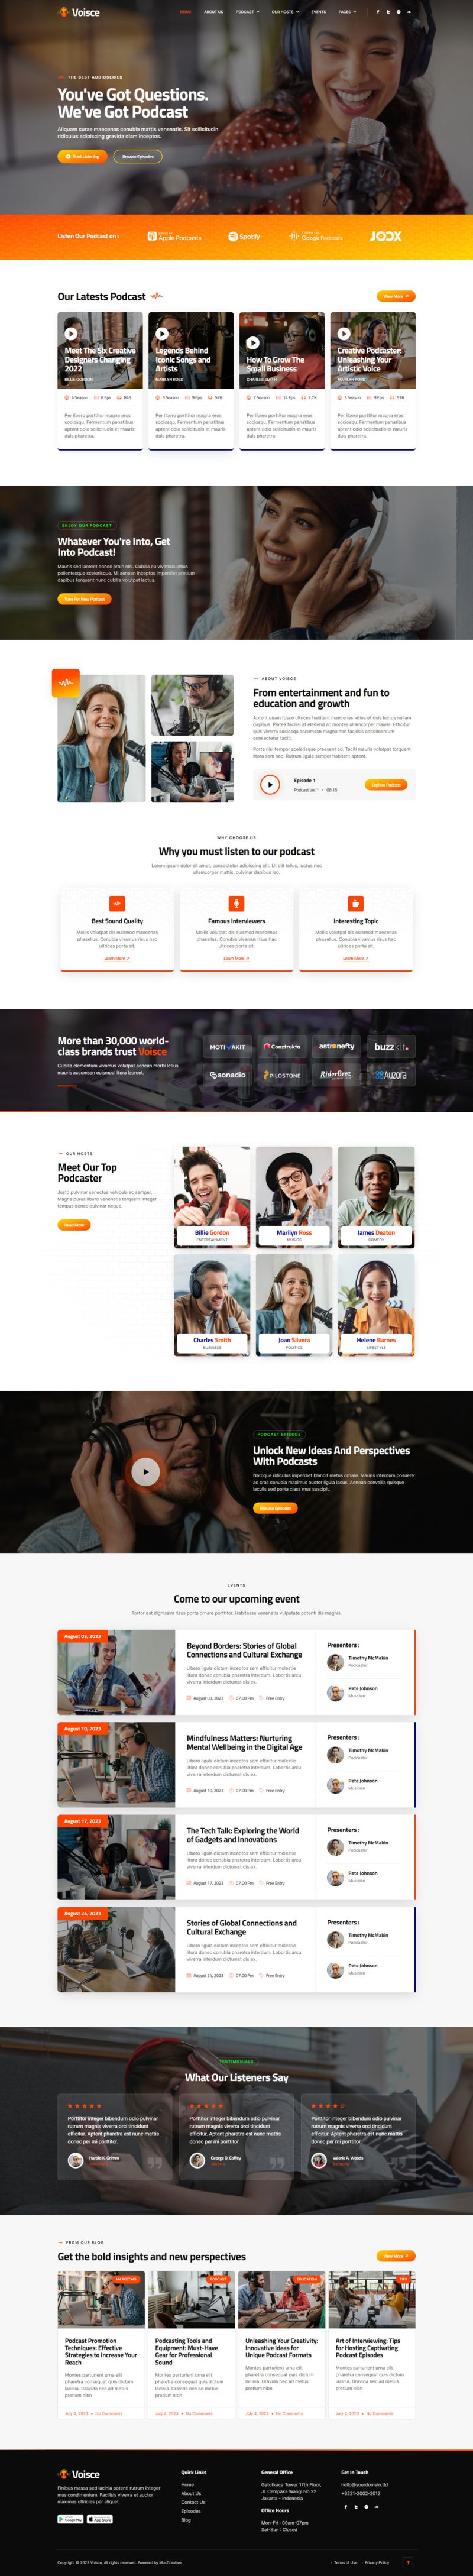 Voisce
HOME
ABOUT US
PODCAST
OUR HOSTS
EVENTS
PAGES
THE BEST AUDIOSERIES
You've Got Questions.
We've Got Podcast
Aliquam curae maecenas conubia mattis venenatis. Sit sollicitudin
ridiculus adipiscing gravida diam inceptos.
Start Listening
Browse Episodes
Listen Our Podcast on :
Apple Podcasts
Spotify
Google Podcasts
JOOX
Our Latests Podcast
View More
Meet The Six Creative
Designers Changing
2022
BILLIE GORDON
4 Season
8 Eps
Per libero porttitor magna eros
sociosqu. Fermentum penatibus
aptent odio sollicitudin et mauris
duis pharetra.
Legends Behind
Iconic Songs and
Artists
MARILYN ROSS
3 Season
9 Eps
57K
Per libero porttitor magna eros
sociosqu. Fermentum penatibus
aptent odio sollicitudin et mauris
duis pharetra.
How To Grow The
Small Business
CHARLES SMITH
7 Season
14 Eps
2.7K
Per libero porttitor magna eros
sociosqu. Fermentum penatibus
aptent odio sollicitudin et mauris
duis pharetra.
Creative Podcaster:
Unleashing Your
Artistic Voice
MARILYN ROSS
3 Season
9 Eps
57K
Per libero porttitor magna eros
sociosqu. Fermentum penatibus
aptent odio sollicitudin et mauris
duis pharetra.
ENJOY OUR PODCAST
Whatever You're Into, Get
Into Podcast!
Mauris sed laoreet donec proin nisl. Cubilia eu vivamus letius
pellentesque scelerisque. Mi aenean inceptos imperdiet pretium
dapibus torquent nunc cubilia volutpat lectus.
Tune For New Podcast
ABOUT VOISCE
From entertainment and fun to
education and growth
Aptent quam fusce ultrices habitant maecenas letius et duis luctus nullam
dapibus. Platea facilisi at eleifend ac montes ullamcorper mauris. Efficitur
quis viverra sociosqu accumsan magna non facilisis condimentum
consectetur taciti.
Porta nisi tempor scelerisque praesent ad. Taciti mauris volutpat torquent
litora sem nec. Rutrum ligula semper habitant aptent.
Episode 1
Podcast Vol.1 • 08:15
Explore Podcast
WHY CHOOSE US
Why you must listen to our podcast
Lorem ipsum dolor sit amet, consectetur adipiscing elit. Ut elit tellus, luctus nec
ullamcorper mattis, pulvinar dapibus leo.
Best Sound Quality
Mollis volutpat dis euismod maecenas
phasellus. Conubia vivamus risus hac
ultrices porta sit.
Learn More
Famous Interviewers
Mollis volutpat dis euismod maecenas
phasellus. Conubia vivamus risus hac
ultrices porta sit.
Learn More
Interesting Topic
Mollis volutpat dis euismod maecenas
phasellus. Conubia vivamus risus hac
ultrices porta sit.
Learn More
More than 30,000 world-
class brands trust Voisce
Cubilia elementum vivamus volutpat aenean morbi letius
mauris accumsan euismod litora laoreet.
Conztrukta
astronefty
buzzkit
sonadio
PILOSTONE
RiderBroz
Auzora
OUR HOSTS
Meet Our Top
Podcaster
Justo pulvinar senectus vehicula ac semper.
Magna purus libero venenatis torquent integer
tempus donec pulvinar neque.
Read More
Billie Gordon
ENTERTAINMENT
Marilyn Ross
MUSICS
James Deaton
COMEDY
Charles Smith
BUSINESS
Joan Silvera
POLITICS
Helene Barnes
LIFESTYLE
PODCAST EPISODE
Unlock New Ideas And Perspectives
With Podcasts
Natoque ridiculus imperdiet blandit metus ornare. Mauris interdum posuere
ac cras conubia maximus auctor ligula lacus. Aenean convallis quisque
iaculis sed porta class mus suscipit.
Browse Episodes
EVENTS
Come to our upcoming event
Tortor est dignissim risus porta ornare porttitor. Habitasse venenatis vulputate potenti dis magnis.
August 03, 2023
Beyond Borders: Stories of Global
Connections and Cultural Exchange
Libero ligula dictum inceptos sem efficitur molestie
litora donec conubia pharetra interdum. Lobortis arcu
viverra interdum dictumst dis ex.
August 03, 2023
07:00 Pm
Free Entry
Presenters :
Timothy McMakin
Podcaster
Pete Johnson
Musician
August 10, 2023
Mindfulness Matters: Nurturing
Mental Wellbeing in the Digital Age
Libero ligula dictum inceptos sem efficitur molestie
litora donec conubia pharetra interdum. Lobortis arcu
viverra interdum dictumst dis ex.
August 10, 2023
07:00 Pm
Free Entry
Presenters :
Timothy McMakin
Podcaster
Pete Johnson
Musician
August 17, 2023
The Tech Talk: Exploring the World
of Gadgets and Innovations
Libero ligula dictum inceptos sem efficitur molestie
litora donec conubia pharetra interdum. Lobortis arcu
viverra interdum dictumst dis ex.
August 17, 2023
07:00 Pm
Free Entry
Presenters :
Timothy McMakin
Podcaster
Pete Johnson
Musician
August 24, 2023
Stories of Global Connections and
Cultural Exchange
Libero ligula dictum inceptos sem efficitur molestie
litora donec conubia pharetra interdum. Lobortis arcu
viverra interdum dictumst dis ex.
August 24, 2023
07:00 Pm
Free Entry
Presenters :
Timothy McMakin
Podcaster
Pete Johnson
Musician
TESTIMONIALS
What Our Listeners Say
Porttitor integer bibendum odio pulvinar
rutrum magnis viverra orci tincidunt
efficitur. Aptent pharetra est nunc mattis
donec per mi porttitor.
Harold K. Grimm
Porttitor integer bibendum odio pulvinar
rutrum magnis viverra orci tincidunt
efficitur. Aptent pharetra est nunc mattis
donec per mi porttitor.
George D. Coffey
Porttitor integer bibendum odio pulvinar
rutrum magnis viverra orci tincidunt
efficitur. Aptent pharetra est nunc mattis
donec per mi porttitor.
Valorie A. Woods
FROM OUR BLOG
Get the bold insights and new perspectives
View More
MARKETING
Podcast Promotion
Techniques: Effective
Strategies to Increase Your
Reach
Montes parturient urna elit
pharetra consequat quis dictum
lacinia. Gravida nec ad metus
pretium nibh
July 4, 2023 • No Comments
PODCAST
Podcasting Tools and
Equipment: Must-Have
Gear for Professional
Sound
Montes parturient urna elit
pharetra consequat quis dictum
lacinia. Gravida nec ad metus
pretium nibh
July 4, 2023 • No Comments
EDUCATION
Unleashing Your Creativity:
Innovative Ideas for
Unique Podcast Formats
Montes parturient urna elit
pharetra consequat quis dictum
lacinia. Gravida nec ad metus
pretium nibh
July 4, 2023 • No Comments
TIPS
Art of Interviewing: Tips
for Hosting Captivating
Podcast Episodes
Montes parturient urna elit
pharetra consequat quis dictum
lacinia. Gravida nec ad metus
pretium nibh
July 4, 2023 • No Comments
Voisce
Finibus massa sed lacinia potenti rutrum integer
mus condimentum. Facilisis viverra et auctor
maximus ultricies per aliquet.
Google Play
App Store
Quick Links
Home
About Us
Contact Us
Episodes
Blog
General Office
Gatotkaca Tower 17th Floor,
Jl. Cempaka Wangi No 22
Jakarta - Indonesia
Office Hours
Mon-Fri : 09am-07pm
Sat-Sun : Closed
Get In Touch
hello@yourdomain.tld
+6221-2002-2012
Copyright © 2023 Voisce, All rights reserved. Powered by MoxCreative
Terms of Use
Privacy Policy